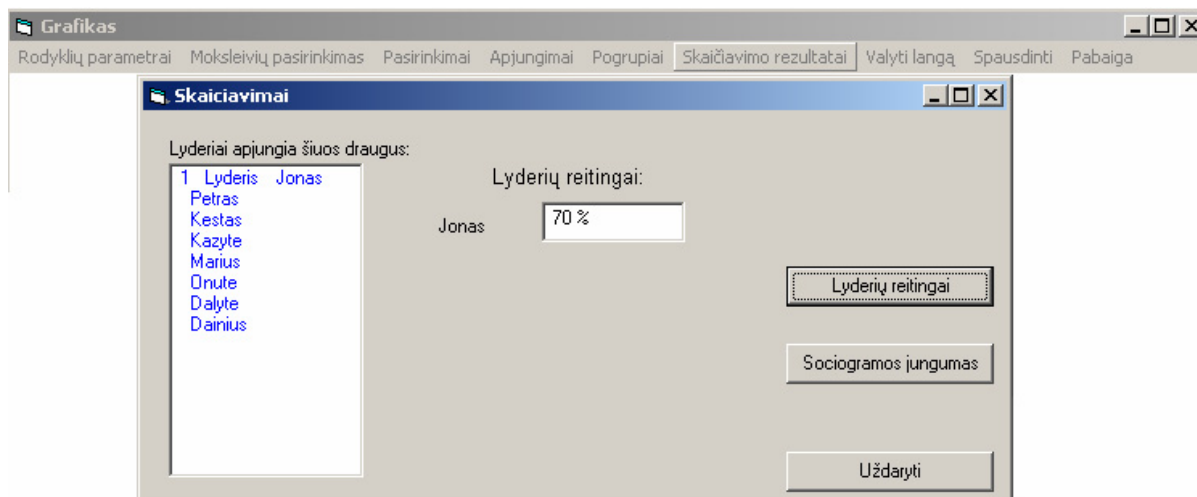 Grafikas
Rodyklių parametrai Moksleivių pasirinkimas Pasirinkimai Apjungimai Pogrupiai Skaičiavimo rezultatai Valyti langą Spausdinti Pabaiga
Skaiciavimai
Lyderiai apjungia šiuos draugus:
1 Lyderis Jonas
Petras
Kestas
Kazyte
Marius
Onute
Dalyte
Dainius
Lyderių reitingai:
Jonas 70 %
Lyderių reitingai
Sociogramos jungumas
Uždaryti